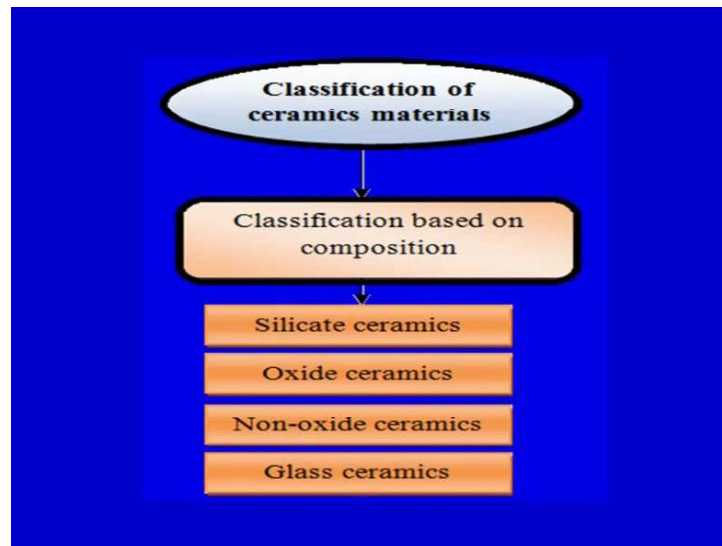 Classification of
ceramics materials
Classification based on
composition
Silicate ceramics
Oxide ceramics
Non-oxide ceramics
Glass ceramics